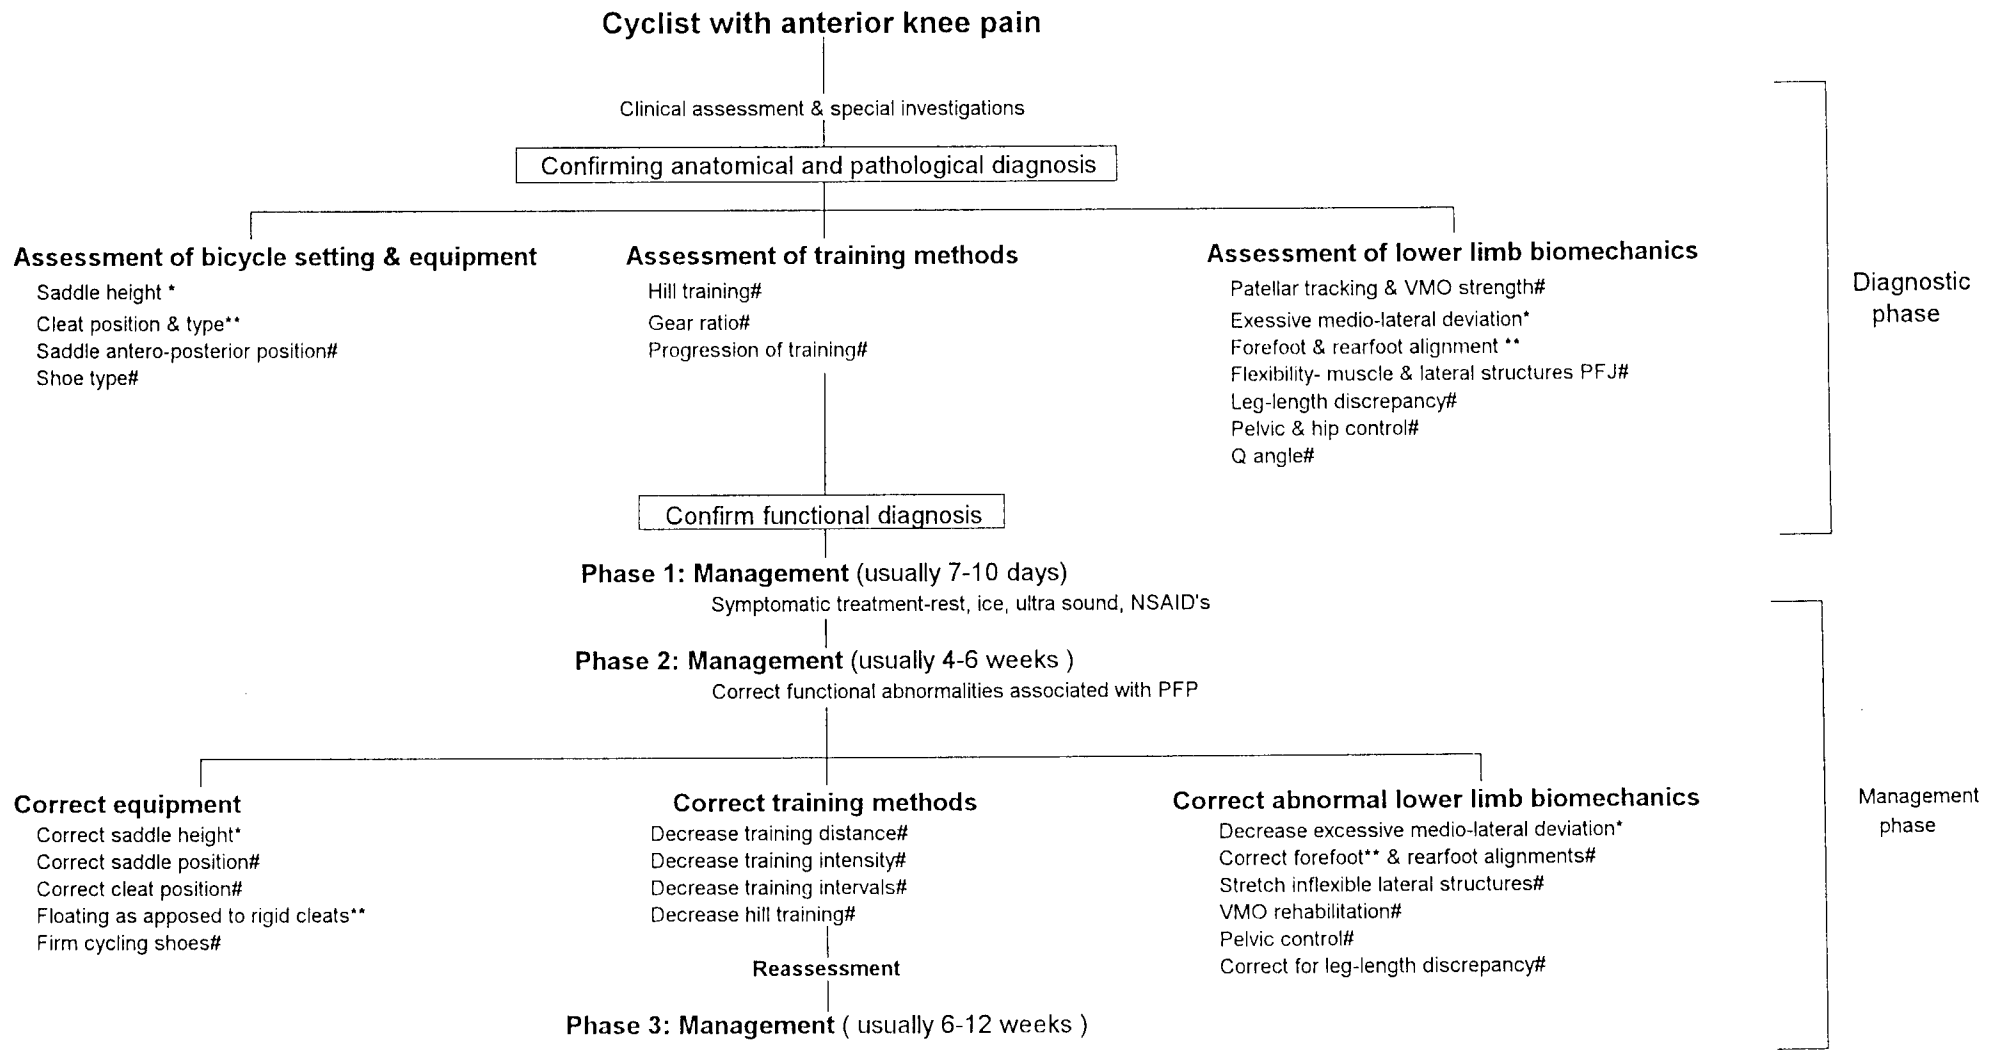 Cyclist with anterior knee pain
Clinical assessment & special investigations
Confirming anatomical and pathological diagnosis
Assessment of bicycle setting & equipment
Saddle height *
Cleat position & type**
Saddle antero-posterior position#
Shoe type#
Assessment of training methods
Hill training#
Gear ratio#
Progression of training#
Assessment of lower limb biomechanics
Patellar tracking & VMO strength#
Exessive medio-lateral deviation*
Forefoot & rearfoot alignment **
Flexibility- muscle & lateral structures PFJ#
Leg-length discrepancy#
Pelvic & hip control#
Q angle#
Diagnostic
phase
Confirm functional diagnosis
Phase 1: Management (usually 7-10 days)
Symptomatic treatment-rest, ice, ultra sound, NSAID's
Phase 2: Management (usually 4-6 weeks )
Correct functional abnormalities associated with PFP
Correct equipment
Correct saddle height*
Correct saddle position#
Correct cleat position#
Floating as apposed to rigid cleats**
Firm cycling shoes#
Correct training methods
Decrease training distance#
Decrease training intensity#
Decrease training intervals#
Decrease hill training#
Correct abnormal lower limb biomechanics
Decrease excessive medio-lateral deviation*
Correct forefoot** & rearfoot alignments#
Stretch inflexible lateral structures#
VMO rehabilitation#
Pelvic control#
Correct for leg-length discrepancy#
Management
phase
Reassessment
Phase 3: Management ( usually 6-12 weeks )